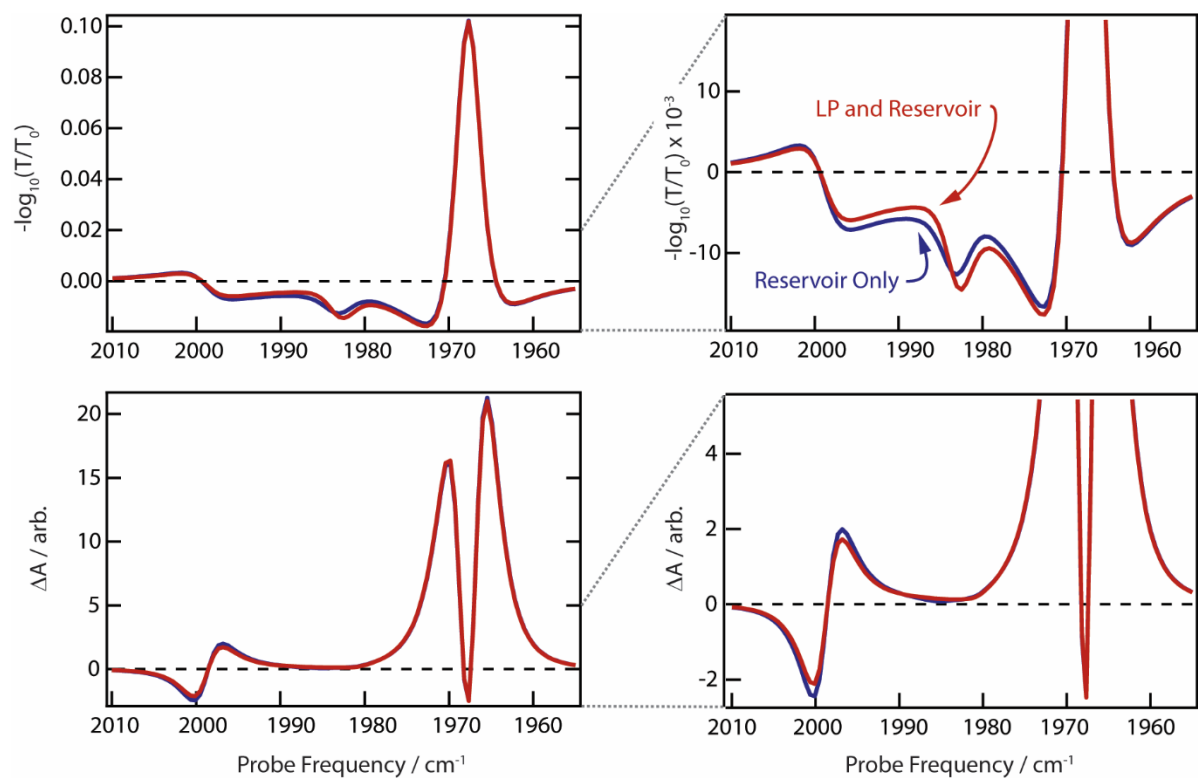 -log₁₀(T/T₀)
0.10
0.08
0.06
0.04
0.02
0.00
2010 2000 1990 1980 1970 1960
-log₁₀(T/T₀) x 10⁻³
10
0
-10
LP and Reservoir
Reservoir Only
2010 2000 1990 1980 1970 1960
ΔA / arb.
20
15
10
5
0
2010 2000 1990 1980 1970 1960
Probe Frequency / cm⁻¹
ΔA / arb.
4
2
0
-2
2010 2000 1990 1980 1970 1960
Probe Frequency / cm⁻¹